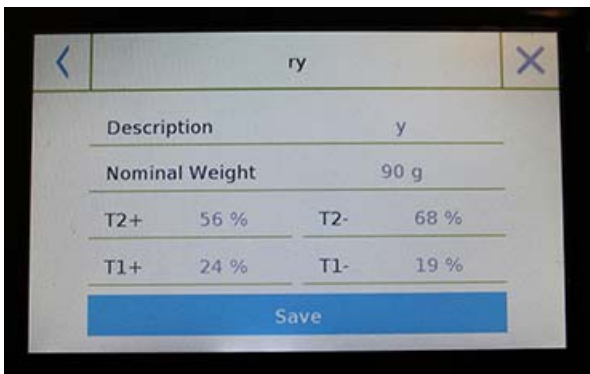 ry
Description y
Nominal Weight 90 g
T2+ 56 % T2- 68 %
T1+ 24 % T1- 19 %
Save